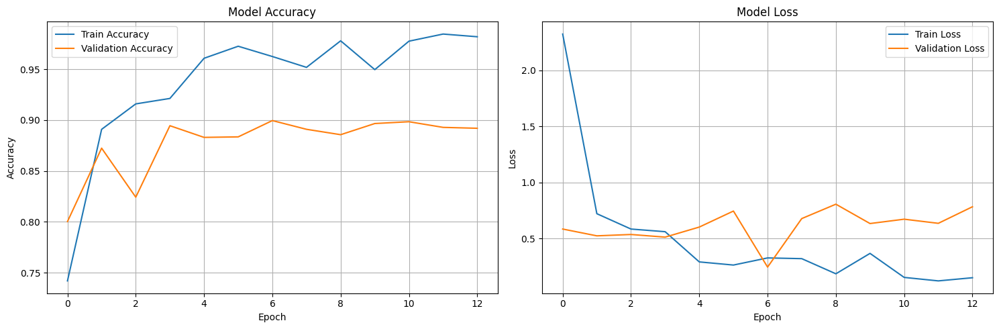 Model Accuracy
Train Accuracy
Validation Accuracy
Accuracy
0.95
0.90
0.85
0.80
0.75
0 2 4 6 8 10 12
Epoch
Model Loss
Train Loss
Validation Loss
Loss
2.0
1.5
1.0
0.5
0 2 4 6 8 10 12
Epoch